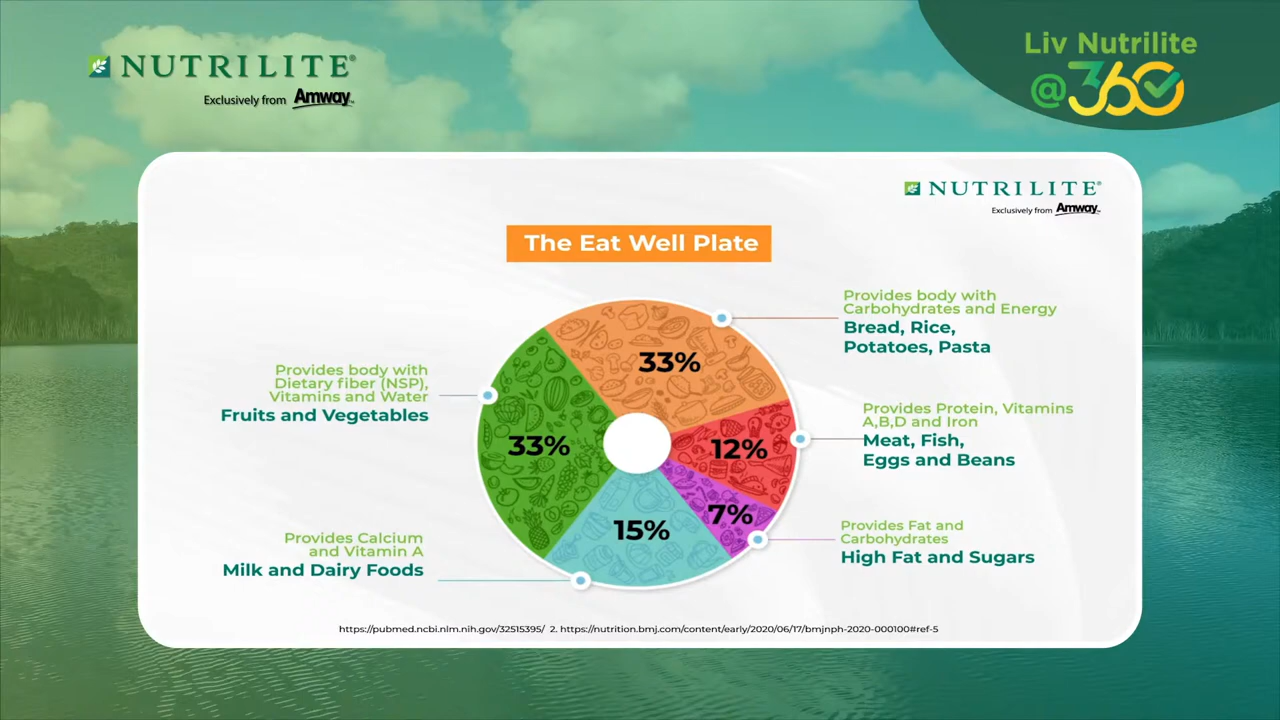 NUTRILITE®
Exclusively from Amway™
Liv Nutrilite
@360
NUTRILITE®
Exclusively from Amway™
The Eat Well Plate
Provides body with
Carbohydrates and Energy
Bread, Rice,
Potatoes, Pasta
33%
Provides body with
Dietary fiber (NSP),
Vitamins and Water
Fruits and Vegetables
33%
Provides Protein, Vitamins
A,B,D and Iron
Meat, Fish,
Eggs and Beans
12%
7%
Provides Fat and
Carbohydrates
High Fat and Sugars
15%
Provides Calcium
and Vitamin A
Milk and Dairy Foods
https://pubmed.ncbi.nlm.nih.gov/32515395/ 2. https://nutrition.bmj.com/content/early/2020/06/17/bmjnph-2020-000100#ref-5